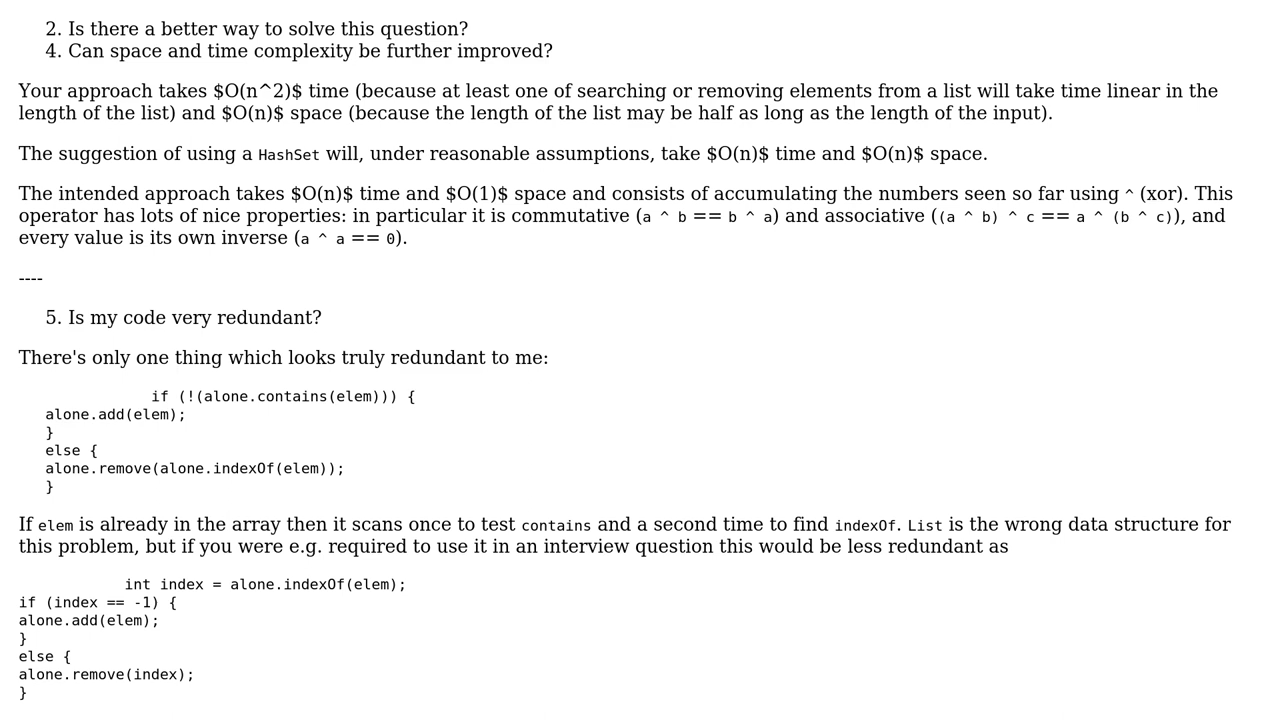 2. Is there a better way to solve this question?
4. Can space and time complexity be further improved?
Your approach takes $O(n^2)$ time (because at least one of searching or removing elements from a list will take time linear in the
length of the list) and $O(n)$ space (because the length of the list may be half as long as the length of the input).
The suggestion of using a HashSet will, under reasonable assumptions, take $O(n)$ time and $O(n)$ space.
The intended approach takes $O(n)$ time and $O(1)$ space and consists of accumulating the numbers seen so far using ^ (xor). This
operator has lots of nice properties: in particular it is commutative (a ^ b == b ^ a) and associative ((a ^ b) ^ c == a ^ (b ^ c)), and
every value is its own inverse (a ^ a == 0).
----
5. Is my code very redundant?
There's only one thing which looks truly redundant to me:
if (!(alone.contains(elem))) {
alone.add(elem);
}
else {
alone.remove(alone.indexOf(elem));
}
If elem is already in the array then it scans once to test contains and a second time to find indexOf. List is the wrong data structure for
this problem, but if you were e.g. required to use it in an interview question this would be less redundant as
int index = alone.indexOf(elem);
if (index == -1) {
alone.add(elem);
}
else {
alone.remove(index);
}